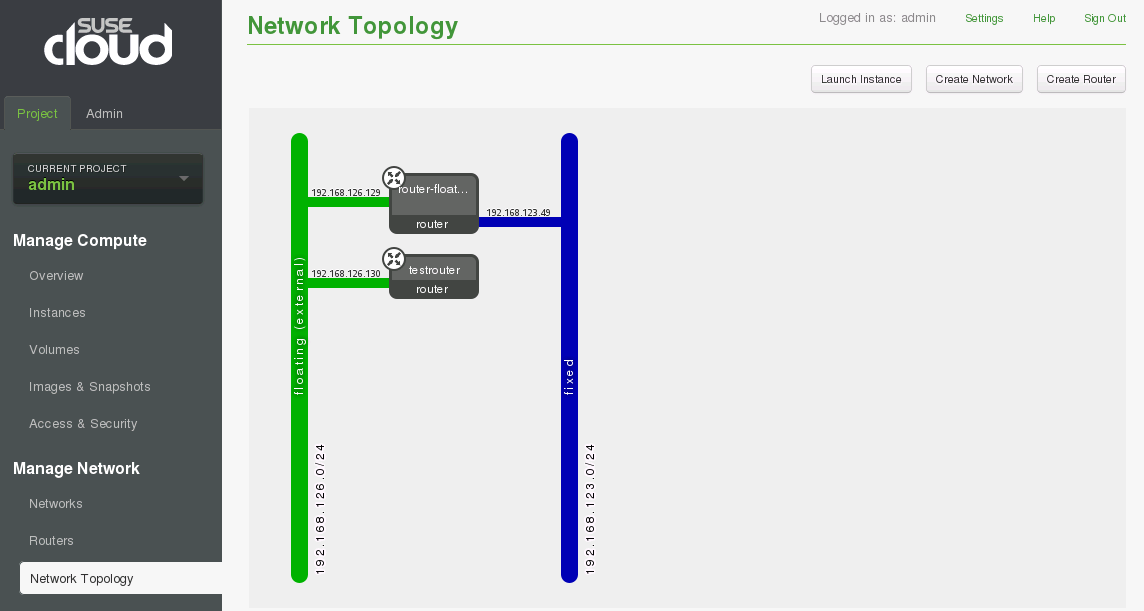 SUSE
cloud
Project
Admin
CURRENT PROJECT
admin
Manage Compute
Overview
Instances
Volumes
Images & Snapshots
Access & Security
Manage Network
Networks
Routers
Network Topology
Network Topology
Logged in as: admin
Settings
Help
Sign Out
Launch Instance
Create Network
Create Router
floating (external)
192.168.126.0/24
192.168.126.129
router-float...
router
192.168.123.49
192.168.126.130
testrouter
router
fixed
192.168.123.0/24